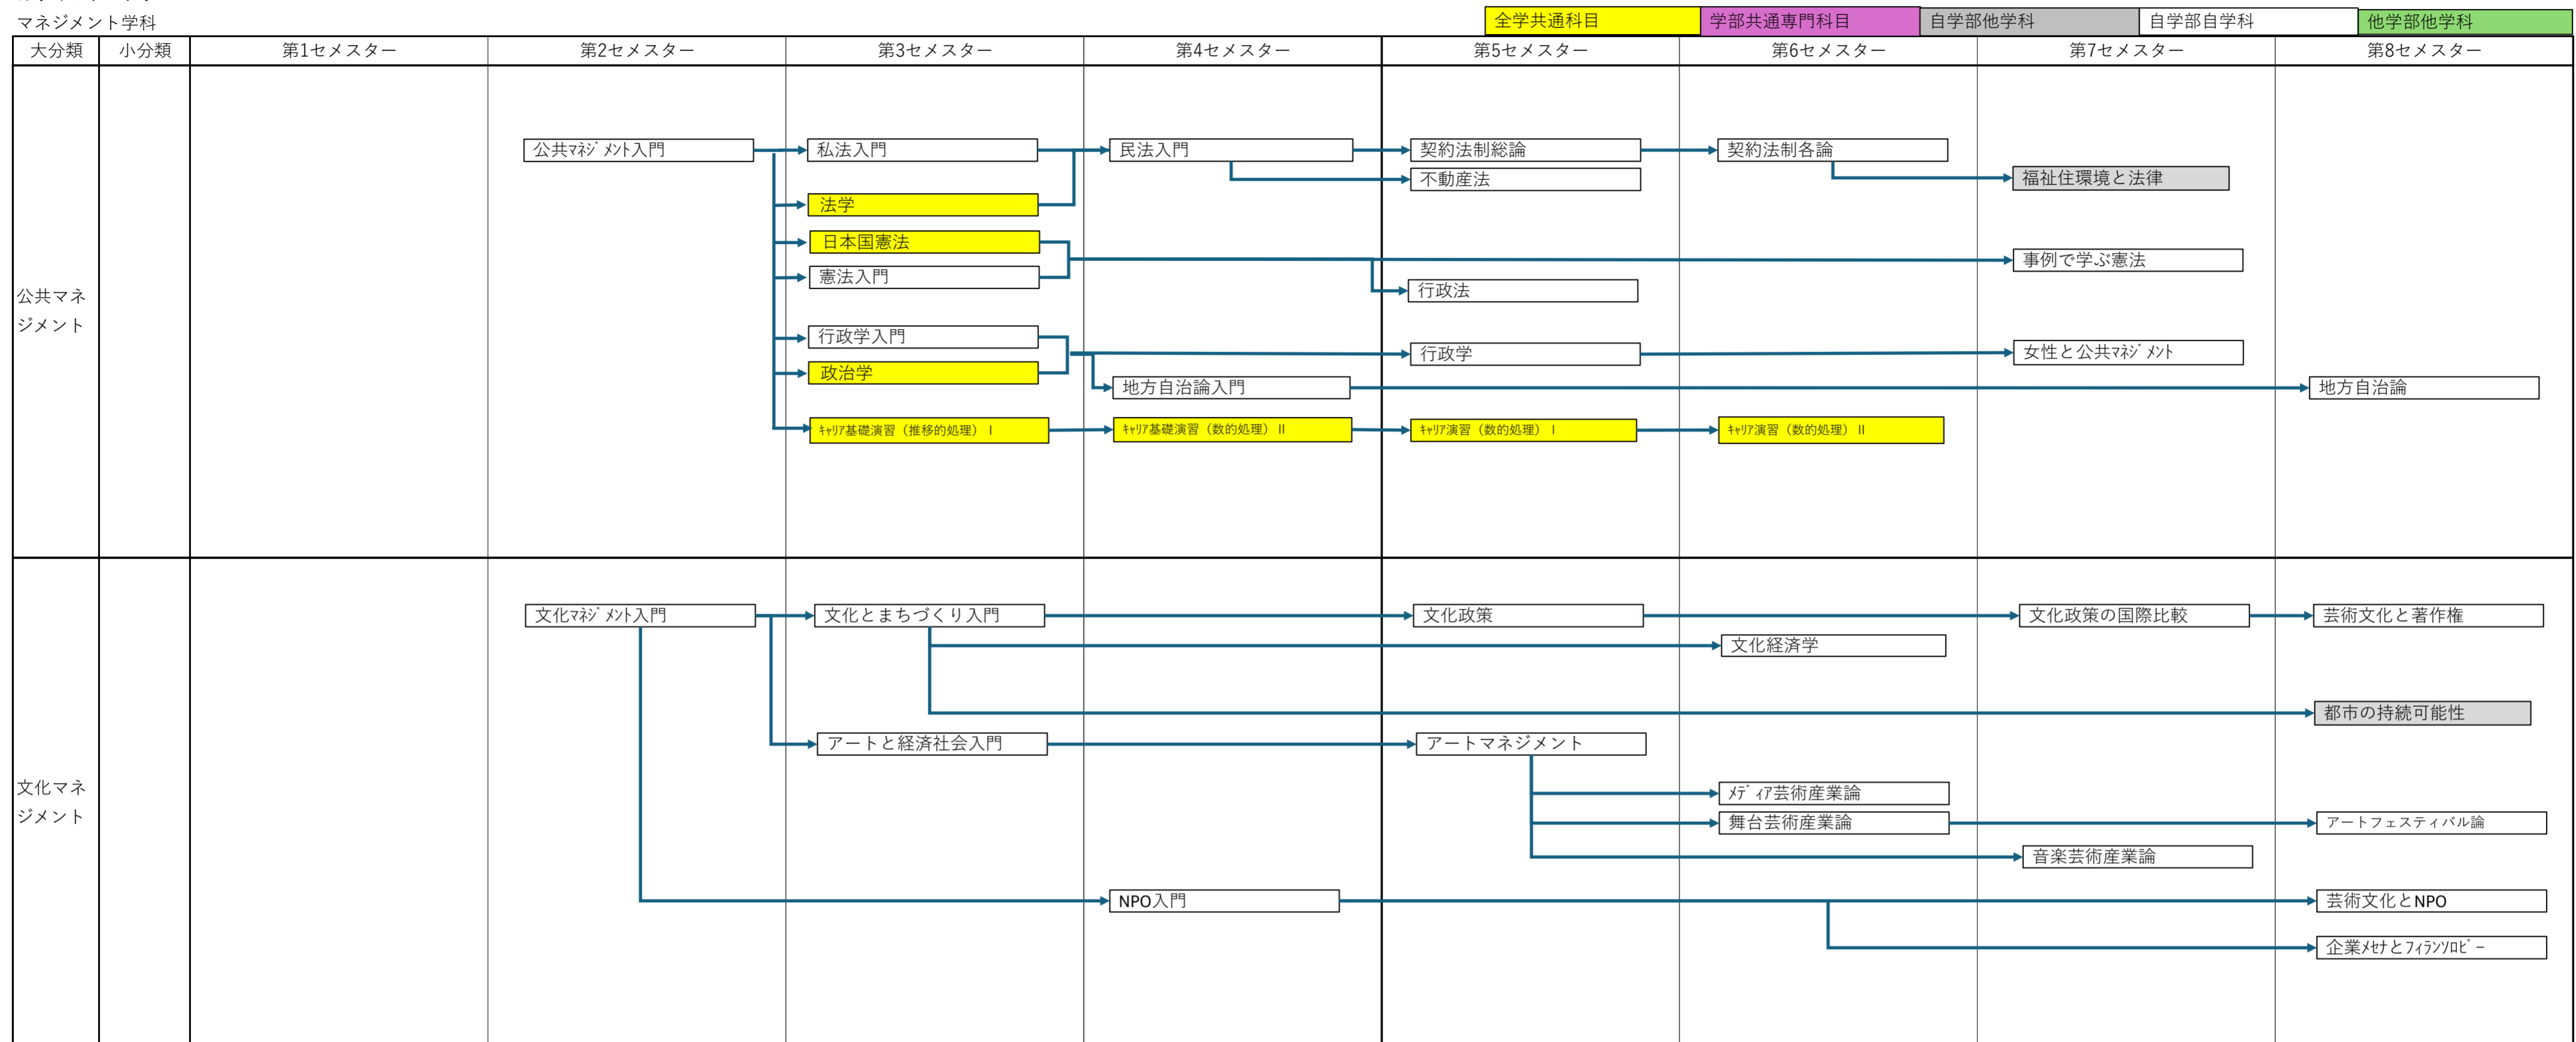 マネジメント学科
全学共通科目 学部共通専門科目 自学部他学科 自学部自学科 他学部他学科
大分類 小分類 第1セメスター 第2セメスター 第3セメスター 第4セメスター 第5セメスター 第6セメスター 第7セメスター 第8セメスター
公共マネ
ジメント
公共ﾏﾈｼﾞﾒﾝﾄ入門 私法入門 民法入門 契約法制総論 契約法制各論
不動産法 福祉住環境と法律
法学
日本国憲法
事例で学ぶ憲法
憲法入門
行政法
行政学入門
行政学 女性と公共ﾏﾈｼﾞﾒﾝﾄ
政治学
地方自治論入門 地方自治論
ｷｬﾘｱ基礎演習（推移的処理）Ⅰ ｷｬﾘｱ基礎演習（数的処理）Ⅱ ｷｬﾘｱ演習（数的処理）Ⅰ ｷｬﾘｱ演習（数的処理）Ⅱ
文化マネ
ジメント
文化ﾏﾈｼﾞﾒﾝﾄ入門 文化とまちづくり入門 文化政策 文化政策の国際比較 芸術文化と著作権
文化経済学
都市の持続可能性
アートと経済社会入門 アートマネジメント
ﾒﾃﾞｨｱ芸術産業論
舞台芸術産業論 アートフェスティバル論
音楽芸術産業論
NPO入門 芸術文化とNPO
企業ﾒｾﾅとﾌｨﾗﾝｿﾛﾋﾟｰ